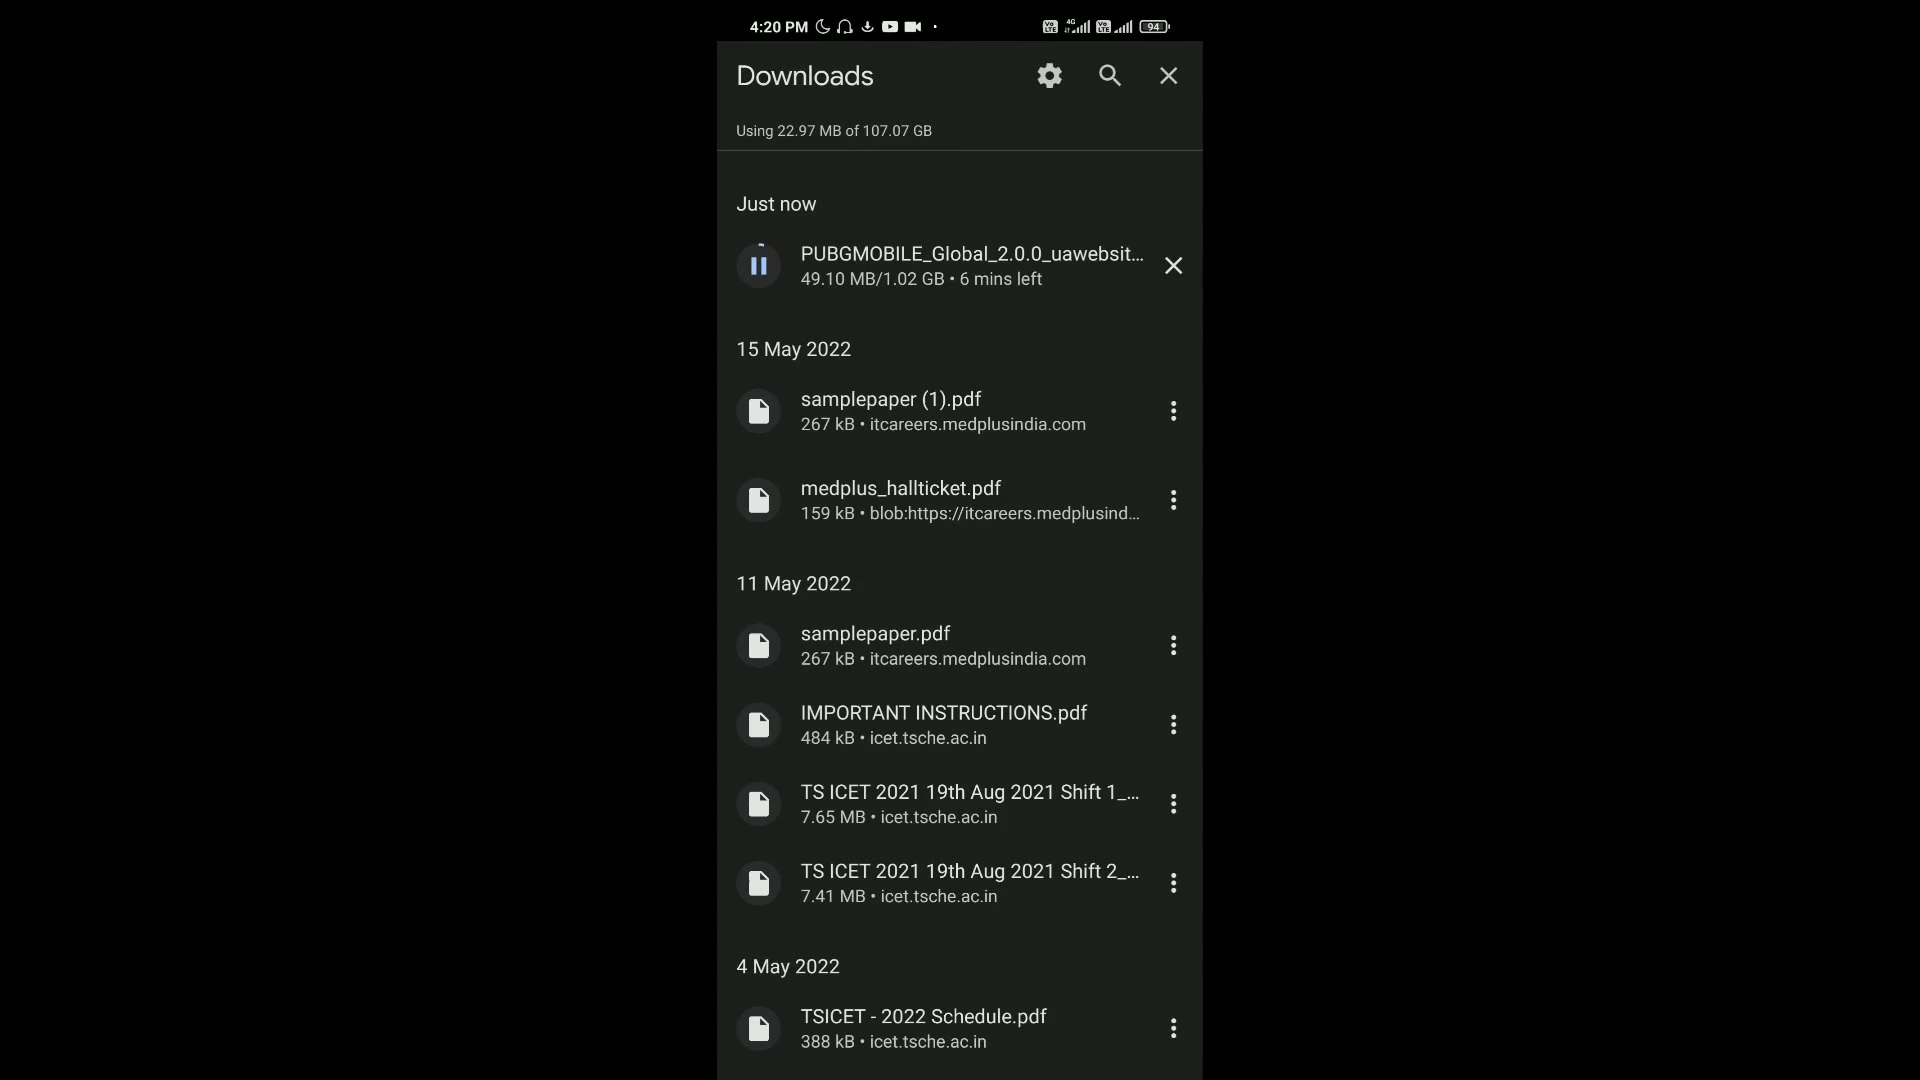 4:20 PM
4G
Vo LTE
Vo LTE
94
Downloads
Using 22.97 MB of 107.07 GB
Just now
PUBGMOBILE_Global_2.0.0_uawebsit...
49.10 MB/1.02 GB • 6 mins left
15 May 2022
samplepaper (1).pdf
267 kB • itcareers.medplusindia.com
medplus_hallticket.pdf
159 kB • blob:https://itcareers.medplusind...
11 May 2022
samplepaper.pdf
267 kB • itcareers.medplusindia.com
IMPORTANT INSTRUCTIONS.pdf
484 kB • icet.tsche.ac.in
TS ICET 2021 19th Aug 2021 Shift 1_...
7.65 MB • icet.tsche.ac.in
TS ICET 2021 19th Aug 2021 Shift 2_...
7.41 MB • icet.tsche.ac.in
4 May 2022
TSICET - 2022 Schedule.pdf
388 kB • icet.tsche.ac.in